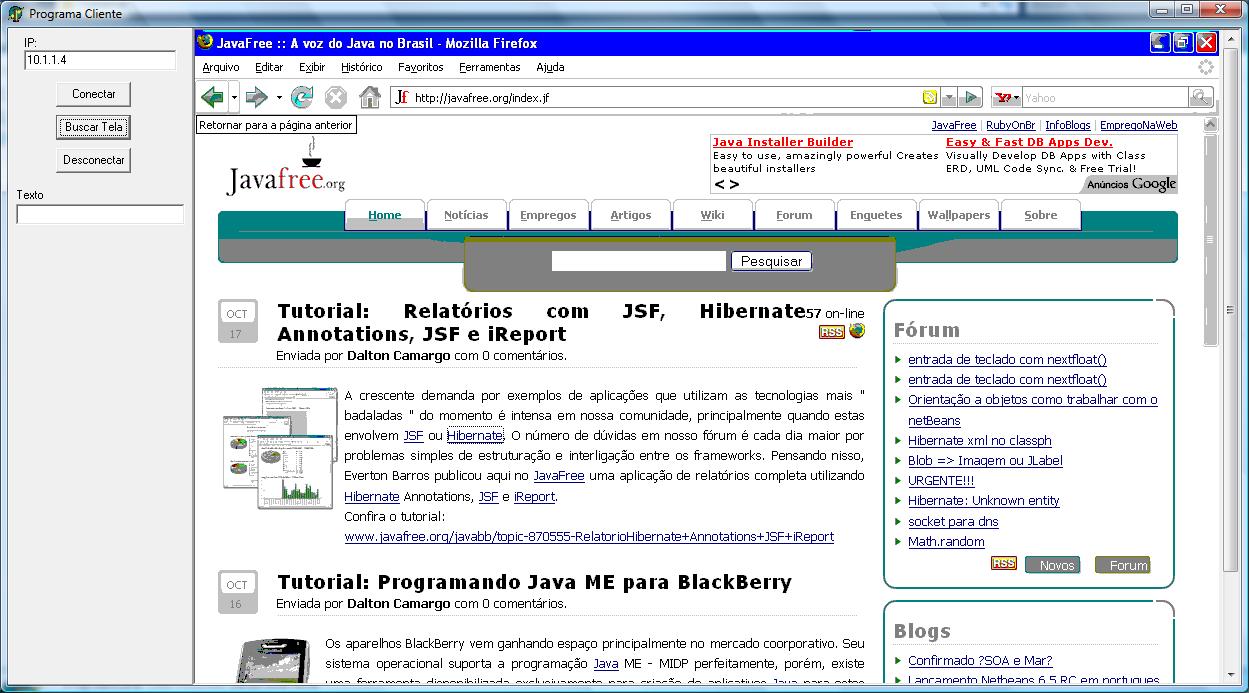 Programa Cliente
IP:
10.1.1.4
Conectar
Buscar Tela
Desconectar
Texto
JavaFree :: A voz do Java no Brasil - Mozilla Firefox
Arquivo Editar Exibir Histórico Favoritos Ferramentas Ajuda
http://javafree.org/index.jf
Yahoo
Retornar para a página anterior
JavaFree | RubyOnBr | InfoBlogs | EmpregoNaWeb
Java Installer Builder
Easy to use, amazingly powerful Creates
beautiful installers
Easy & Fast DB Apps Dev.
Visually Develop DB Apps with Class
ERD, UML Code Sync. & Free Trial!
< >
Anúncios Google
Javafree.org
Home Notícias Empregos Artigos Wiki Forum Enquetes Wallpapers Sobre
Pesquisar
OCT
17
Tutorial: Relatórios com JSF, Hibernate
Annotations, JSF e iReport
57 on-line
RSS
Enviada por Dalton Camargo com 0 comentários.
A crescente demanda por exemplos de aplicações que utilizam as tecnologias mais "
badaladas " do momento é intensa em nossa comunidade, principalmente quando estas
envolvem JSF ou Hibernate. O número de dúvidas em nosso fórum é cada dia maior por
problemas simples de estruturação e interligação entre os frameworks. Pensando nisso,
Everton Barros publicou aqui no JavaFree uma aplicação de relatórios completa utilizando
Hibernate Annotations, JSF e iReport.
Confira o tutorial:
www.javafree.org/javabb/topic-870555-RelatorioHibernate+Annotations+JSF+iReport
OCT
16
Tutorial: Programando Java ME para BlackBerry
Enviada por Dalton Camargo com 0 comentários.
Os aparelhos BlackBerry vem ganhando espaço principalmente no mercado coorporativo. Seu
sistema operacional suporta a programação Java ME - MIDP perfeitamente, porém, existe
uma ferramenta disponibilizada exclusivamente para criação de aplicativos Java para estes
Fórum
entrada de teclado com nextfloat()
entrada de teclado com nextfloat()
Orientação a objetos como trabalhar com o
netBeans
Hibernate xml no classph
Blob => Imagem ou JLabel
URGENTE!!!
Hibernate: Unknown entity
socket para dns
Math.random
RSS Novos Forum
Blogs
Confirmado ?SOA e Mar?
Lançamento Netbeans 6.5 RC em portugues